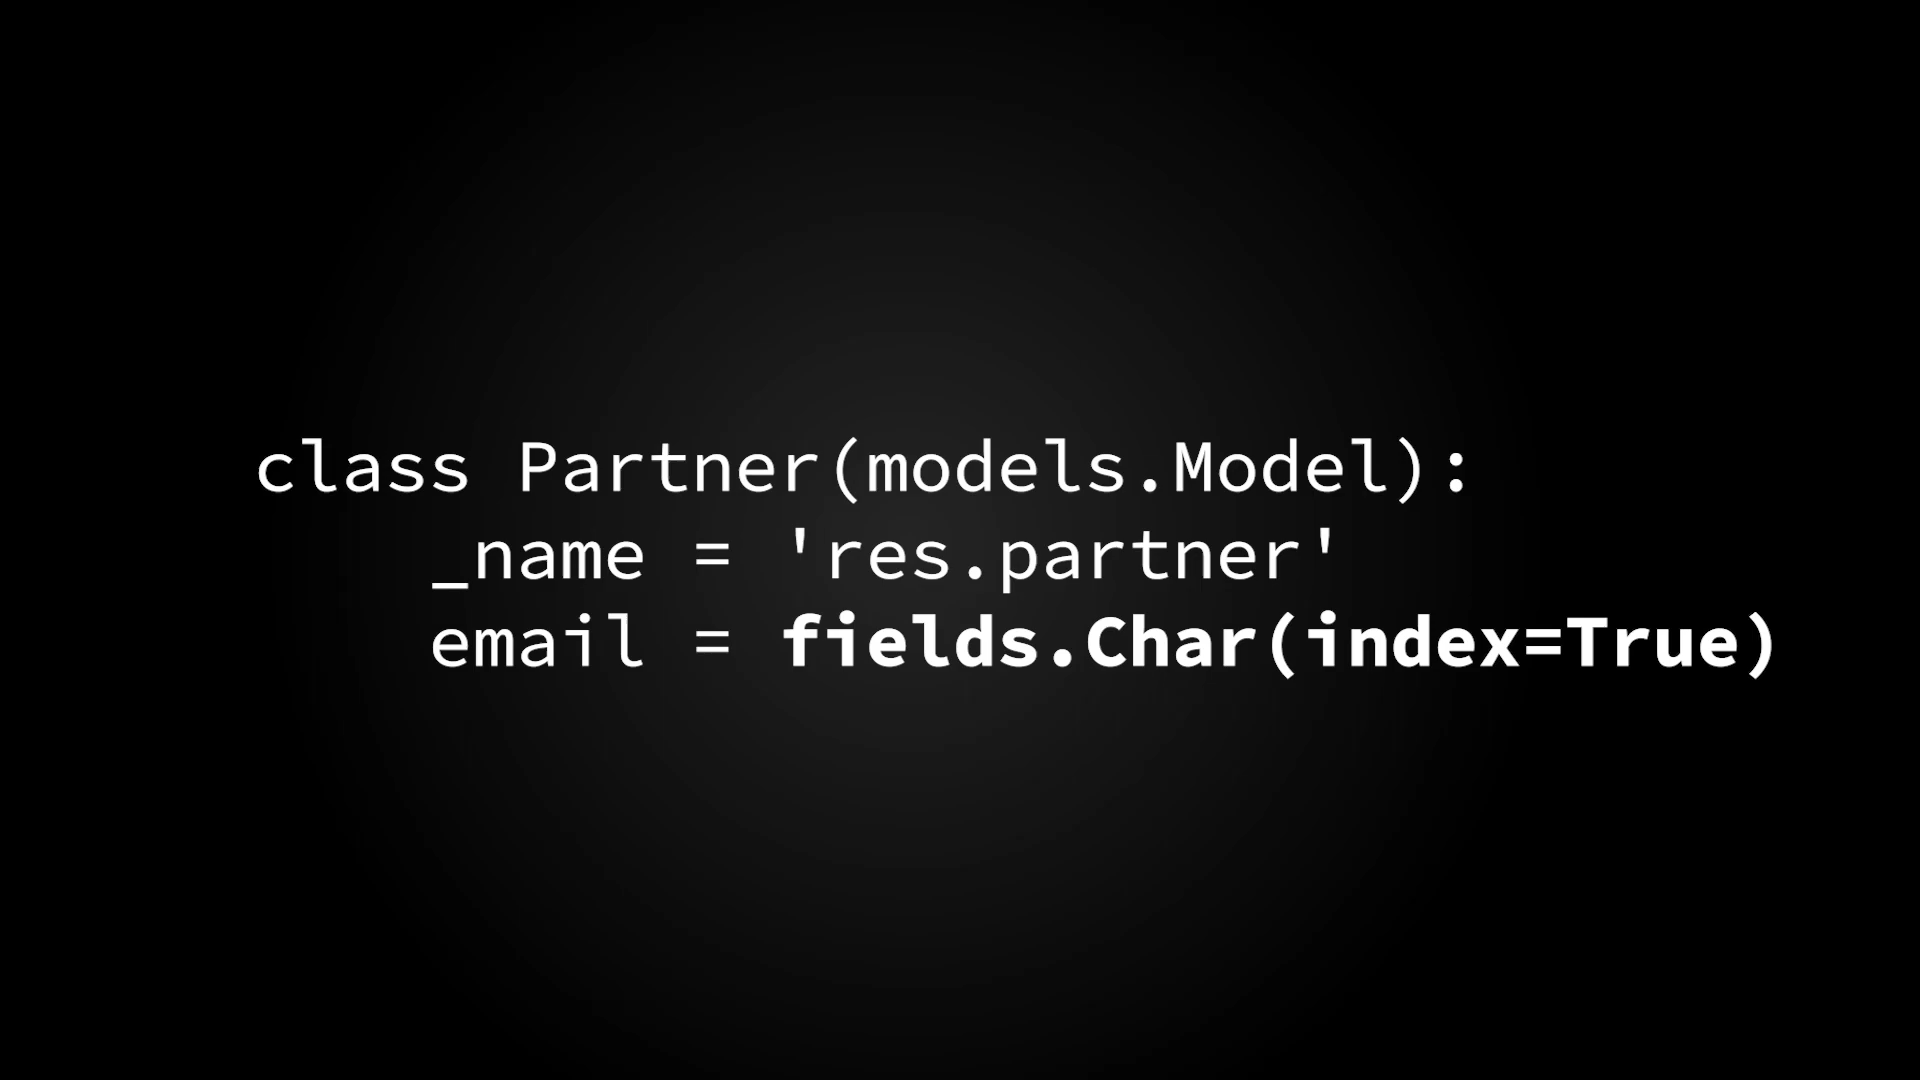 class Partner(models.Model):
    _name = 'res.partner'
    email = fields.Char(index=True)